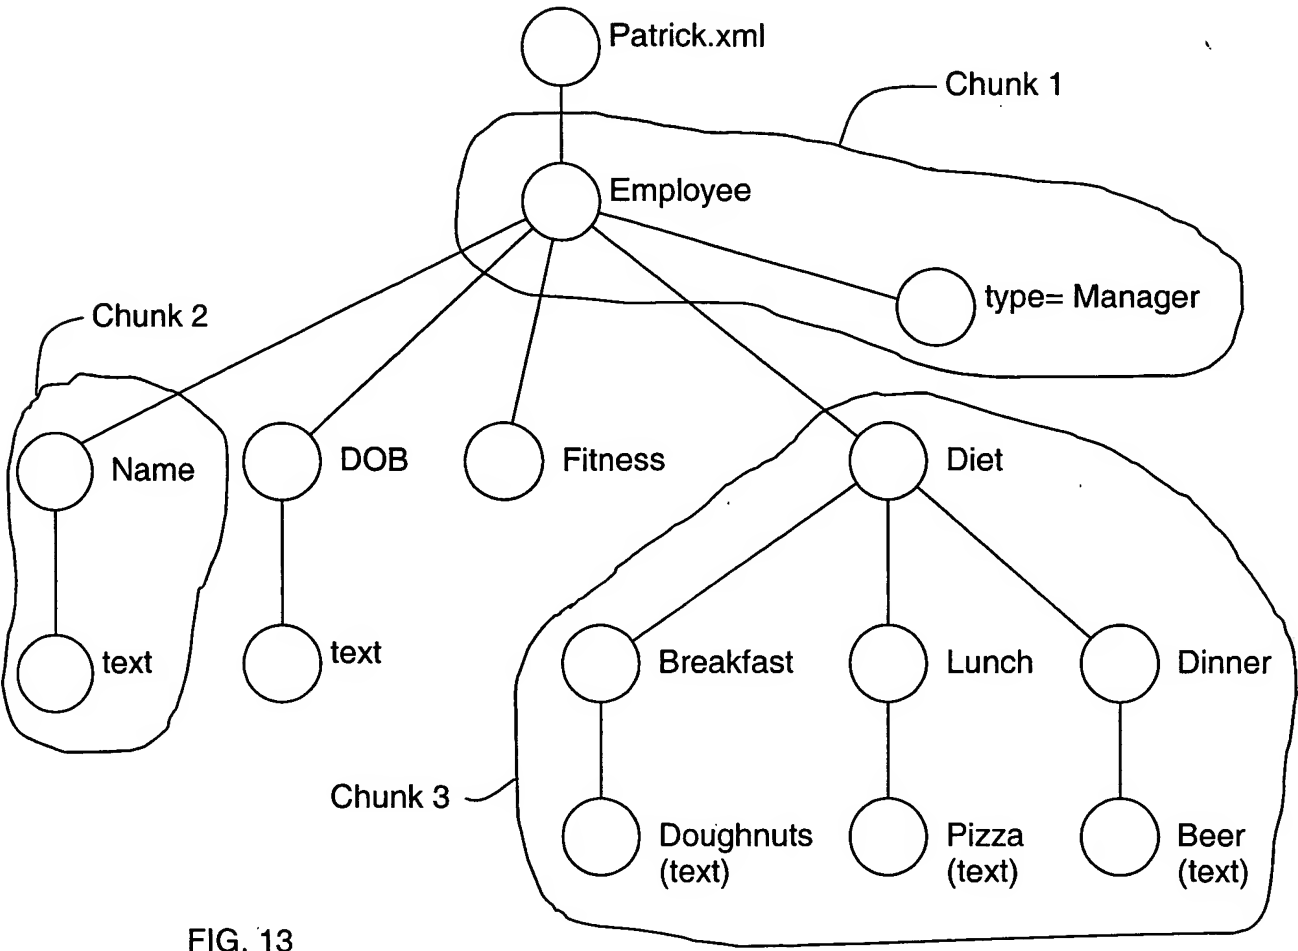 Patrick.xml
Chunk 1
Employee
type= Manager
Chunk 2
Name
DOB
Fitness
Diet
text
text
Breakfast
Lunch
Dinner
Chunk 3
Doughnuts
(text)
Pizza
(text)
Beer
(text)
FIG. 13